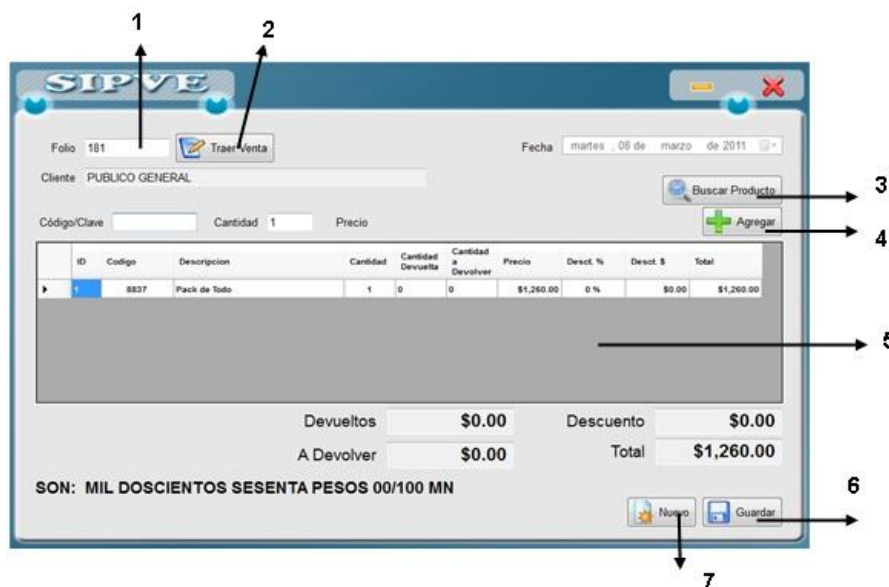 1
2
SIPVE
Folio 181 Traer Venta Fecha martes , 08 de marzo de 2011
Cliente PUBLICO GENERAL
Buscar Producto
3
Código/Clave Cantidad 1 Precio Agregar
4
ID Codigo Descripcion Cantidad Cantidad Devuelta Cantidad a Devolver Precio Desct. % Desct. $ Total
1 8837 Pack de Todo 1 0 0 $1,260.00 0 % $0.00 $1,260.00
5
Devueltos $0.00 Descuento $0.00
A Devolver $0.00 Total $1,260.00
SON: MIL DOSCIENTOS SESENTA PESOS 00/100 MN
6
Nuevo Guardar
7